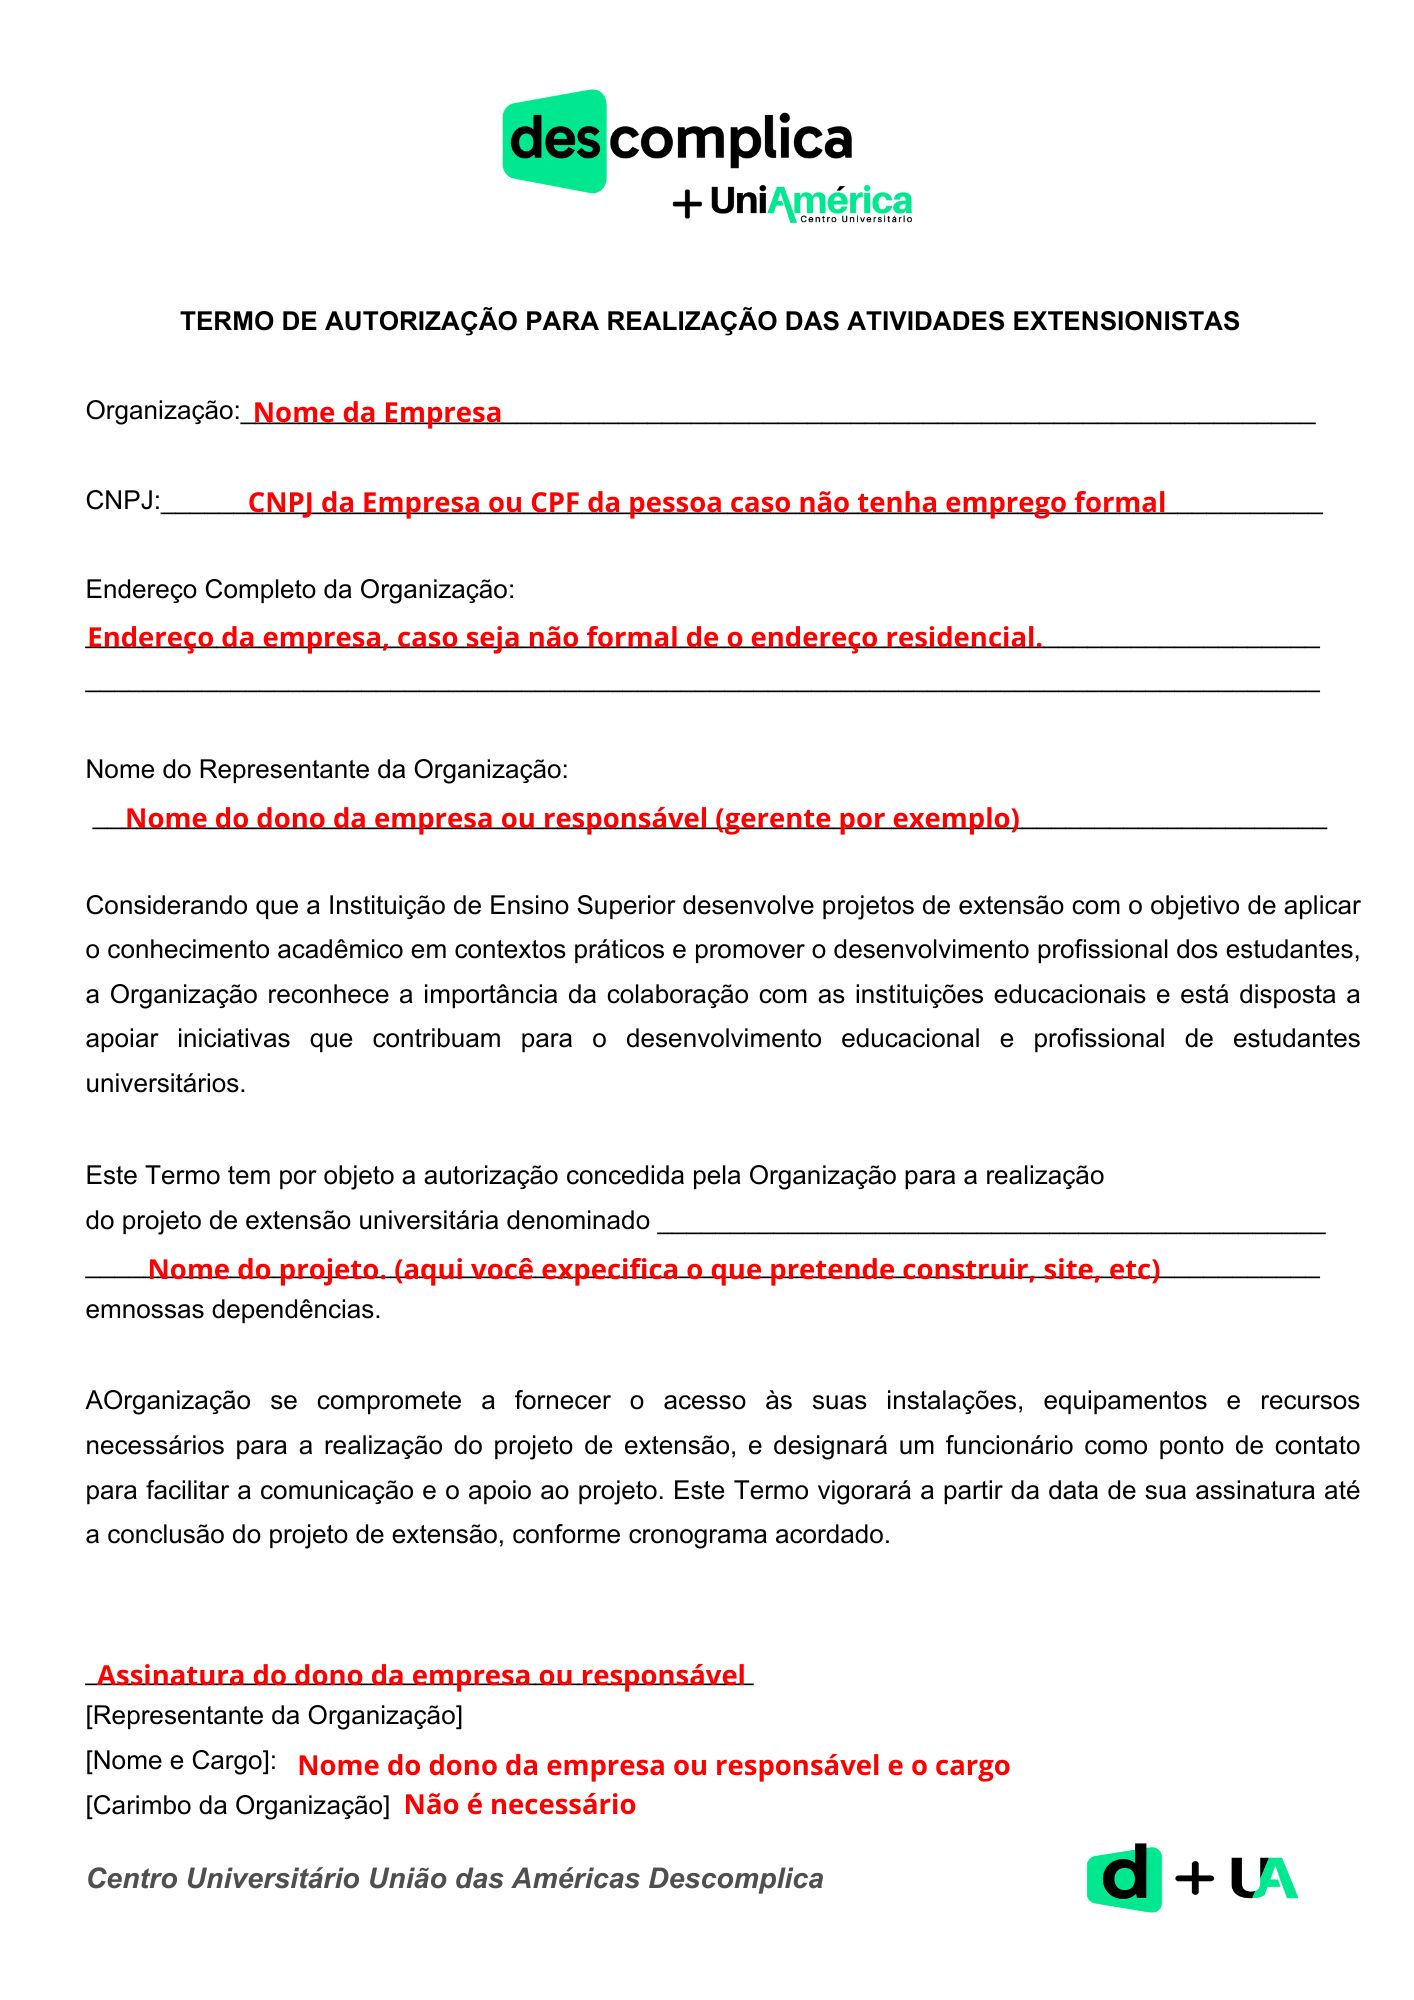 descomplica
+ UniAmérica
Centro Universitário
TERMO DE AUTORIZAÇÃO PARA REALIZAÇÃO DAS ATIVIDADES EXTENSIONISTAS
Organização: Nome da Empresa
CNPJ: CNPJ da Empresa ou CPF da pessoa caso não tenha emprego formal
Endereço Completo da Organização:
Endereço da empresa, caso seja não formal de o endereço residencial.
Nome do Representante da Organização:
Nome do dono da empresa ou responsável (gerente por exemplo)
Considerando que a Instituição de Ensino Superior desenvolve projetos de extensão com o objetivo de aplicar
o conhecimento acadêmico em contextos práticos e promover o desenvolvimento profissional dos estudantes,
a Organização reconhece a importância da colaboração com as instituições educacionais e está disposta a
apoiar iniciativas que contribuam para o desenvolvimento educacional e profissional de estudantes
universitários.
Este Termo tem por objeto a autorização concedida pela Organização para a realização
do projeto de extensão universitária denominado
Nome do projeto. (aqui você expecifica o que pretende construir, site, etc)
emnossas dependências.
AOrganização se compromete a fornecer o acesso às suas instalações, equipamentos e recursos
necessários para a realização do projeto de extensão, e designará um funcionário como ponto de contato
para facilitar a comunicação e o apoio ao projeto. Este Termo vigorará a partir da data de sua assinatura até
a conclusão do projeto de extensão, conforme cronograma acordado.
Assinatura do dono da empresa ou responsável
[Representante da Organização]
[Nome e Cargo]: Nome do dono da empresa ou responsável e o cargo
[Carimbo da Organização] Não é necessário
Centro Universitário União das Américas Descomplica
d + UA